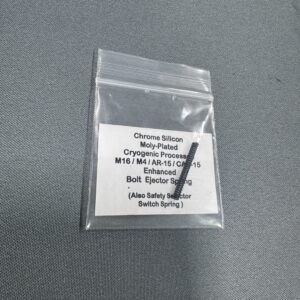 Chrome Silicon
Moly-Plated
Cryogenic Processed
M16 / M4 / AR-15 / CAR-15
Enhanced
Bolt Ejector Spring
(Also Safety Selector
Switch Spring )